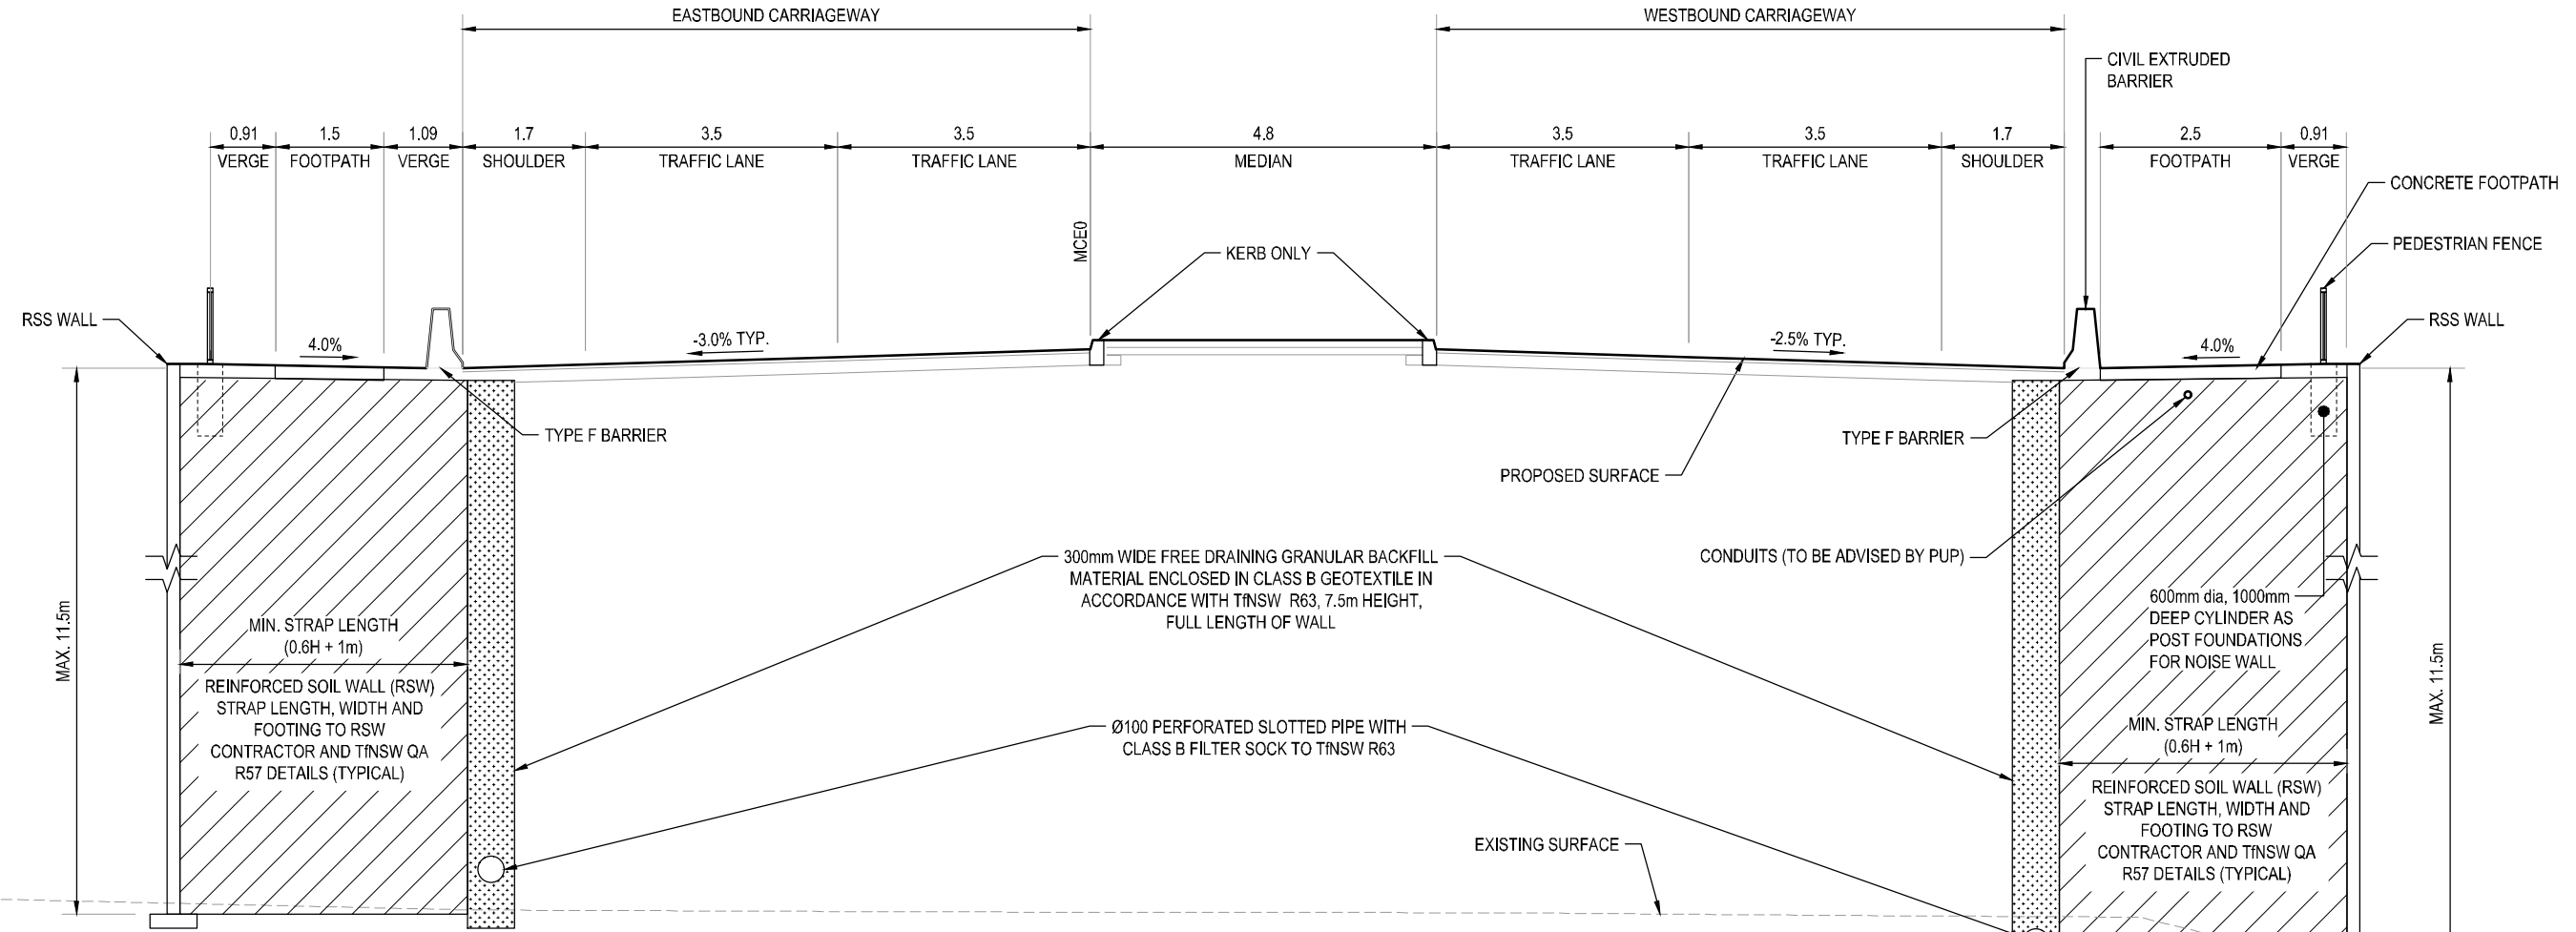 EASTBOUND CARRIAGEWAY
WESTBOUND CARRIAGEWAY
CIVIL EXTRUDED
BARRIER
0.91
1.5
1.09
1.7
3.5
3.5
4.8
3.5
3.5
1.7
2.5
0.91
VERGE
FOOTPATH
VERGE
SHOULDER
TRAFFIC LANE
TRAFFIC LANE
MEDIAN
TRAFFIC LANE
TRAFFIC LANE
SHOULDER
FOOTPATH
VERGE
CONCRETE FOOTPATH
PEDESTRIAN FENCE
MCE0
KERB ONLY
RSS WALL
RSS WALL
4.0%
-3.0% TYP.
-2.5% TYP.
4.0%
TYPE F BARRIER
TYPE F BARRIER
PROPOSED SURFACE
300mm WIDE FREE DRAINING GRANULAR BACKFILL
MATERIAL ENCLOSED IN CLASS B GEOTEXTILE IN
ACCORDANCE WITH TfNSW R63, 7.5m HEIGHT,
FULL LENGTH OF WALL
CONDUITS (TO BE ADVISED BY PUP)
600mm dia, 1000mm
DEEP CYLINDER AS
POST FOUNDATIONS
FOR NOISE WALL
MAX. 11.5m
MIN. STRAP LENGTH
(0.6H + 1m)
REINFORCED SOIL WALL (RSW)
STRAP LENGTH, WIDTH AND
FOOTING TO RSW
CONTRACTOR AND TfNSW QA
R57 DETAILS (TYPICAL)
Ø100 PERFORATED SLOTTED PIPE WITH
CLASS B FILTER SOCK TO TfNSW R63
MAX. 11.5m
MIN. STRAP LENGTH
(0.6H + 1m)
REINFORCED SOIL WALL (RSW)
STRAP LENGTH, WIDTH AND
FOOTING TO RSW
CONTRACTOR AND TfNSW QA
R57 DETAILS (TYPICAL)
EXISTING SURFACE